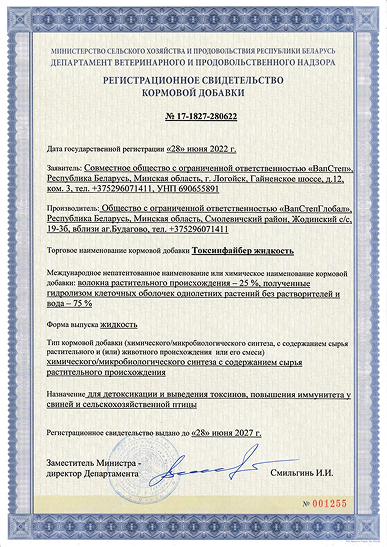 МИНИСТЕРСТВО СЕЛЬСКОГО ХОЗЯЙСТВА И ПРОДОВОЛЬСТВИЯ РЕСПУБЛИКИ БЕЛАРУСЬ
ДЕПАРТАМЕНТ ВЕТЕРИНАРНОГО И ПРОДОВОЛЬСТВЕННОГО НАДЗОРА
РЕГИСТРАЦИОННОЕ СВИДЕТЕЛЬСТВО
КОРМОВОЙ ДОБАВКИ
№ 17-1827-280622
Дата государственной регистрации «28» июня 2022 г.
Заявитель: Совместное общество с ограниченной ответственностью «ВапСтеп»,
Республика Беларусь, Минская область, г. Логойск, Гайненское шоссе, д.12,
ком. 3, тел. +375296071411, УНП 690655891
Производитель: Общество с ограниченной ответственностью «ВапСтепГлобал»,
Республика Беларусь, Минская область, Смолевичский район, Жодинский с/с,
19-3б, вблизи аг.Будагово, тел. +375296071411
Торговое наименование кормовой добавки Токсинфайбер жидкость
Международное непатентованное наименование или химическое наименование кормовой
добавки: волокна растительного происхождения – 25 %, полученные
гидролизом клеточных оболочек однолетних растений без растворителей и
вода – 75 %
Форма выпуска жидкость
Тип кормовой добавки (химического/микробиологического синтеза, с содержанием сырья
растительного и (или) животного происхождения или его смеси)
химического/микробиологического синтеза с содержанием сырья
растительного происхождения
Назначение для детоксикации и выведения токсинов, повышения иммунитета у
свиней и сельскохозяйственной птицы
Регистрационное свидетельство выдано до «28» июня 2027 г.
Заместитель Министра -
директор Департамента
Смильгинь И.И.
№ 001255